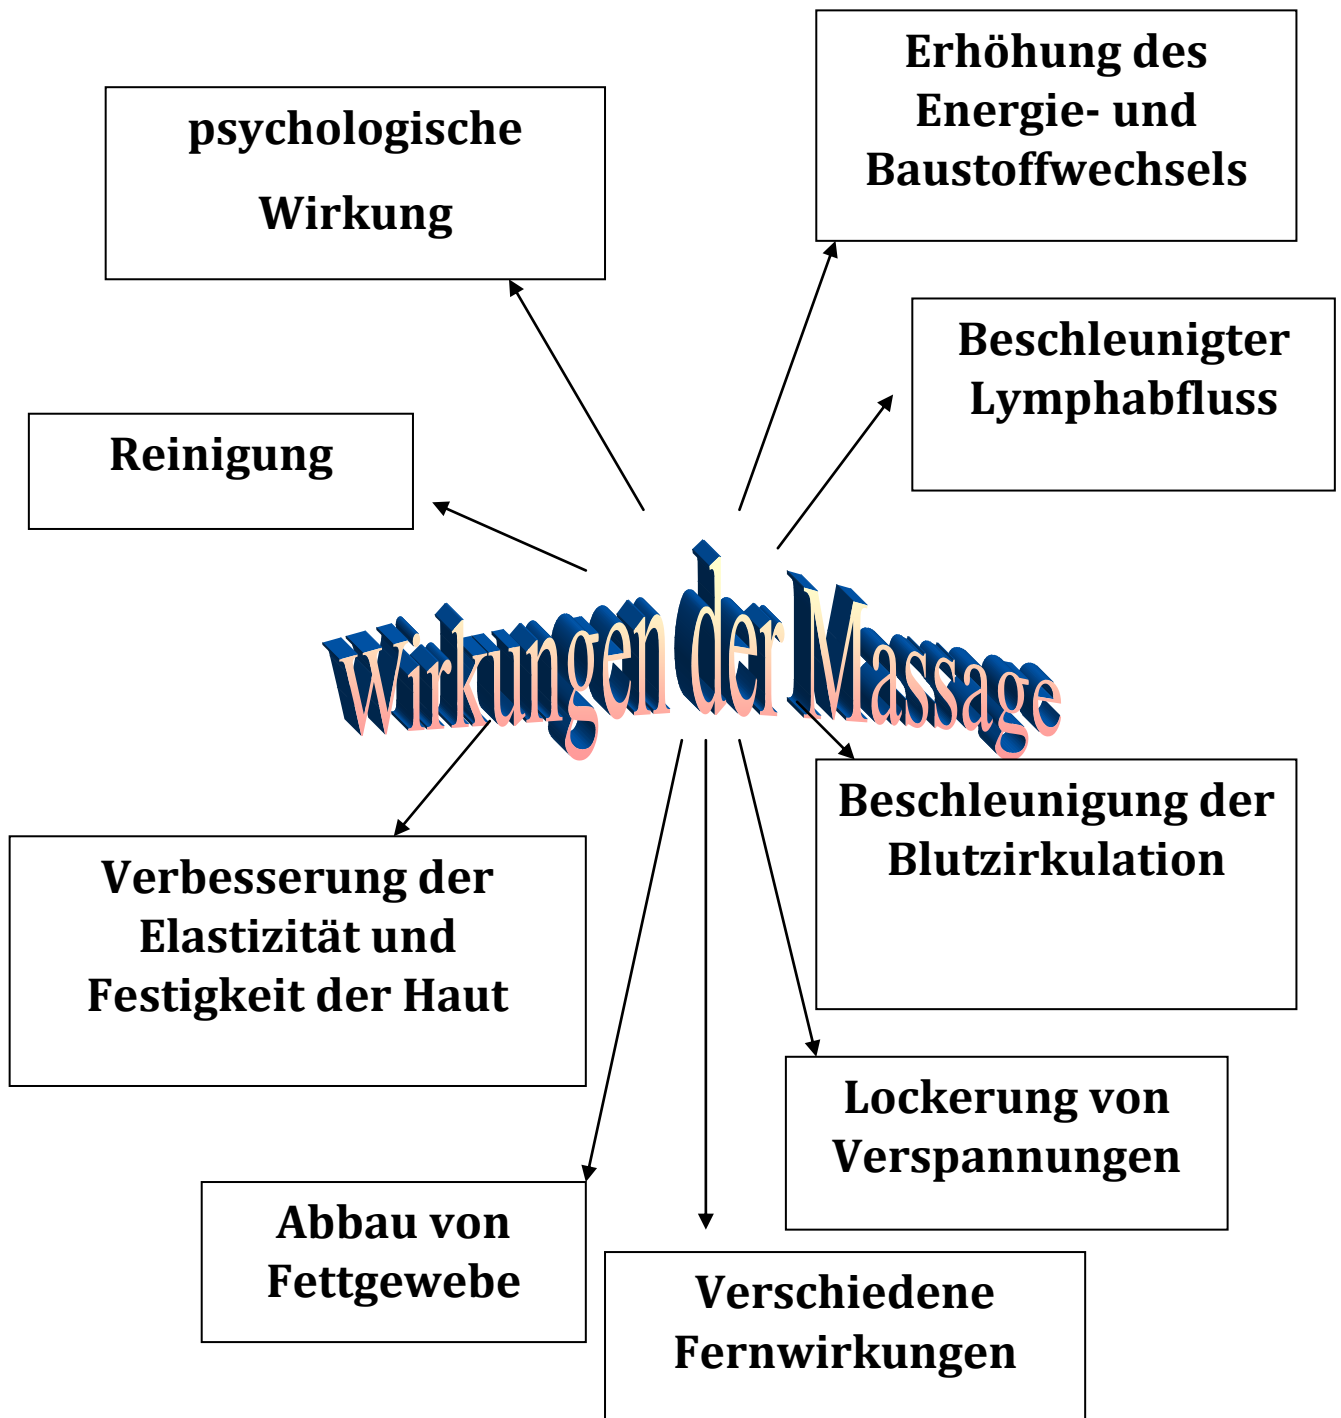 Erhöhung des
Energie- und
Baustoffwechsels
psychologische
Wirkung
Beschleunigter
Lymphabfluss
Reinigung
Wirkungen der Massage
Beschleunigung der
Blutzirkulation
Verbesserung der
Elastizität und
Festigkeit der Haut
Lockerung von
Verspannungen
Abbau von
Fettgewebe
Verschiedene
Fernwirkungen